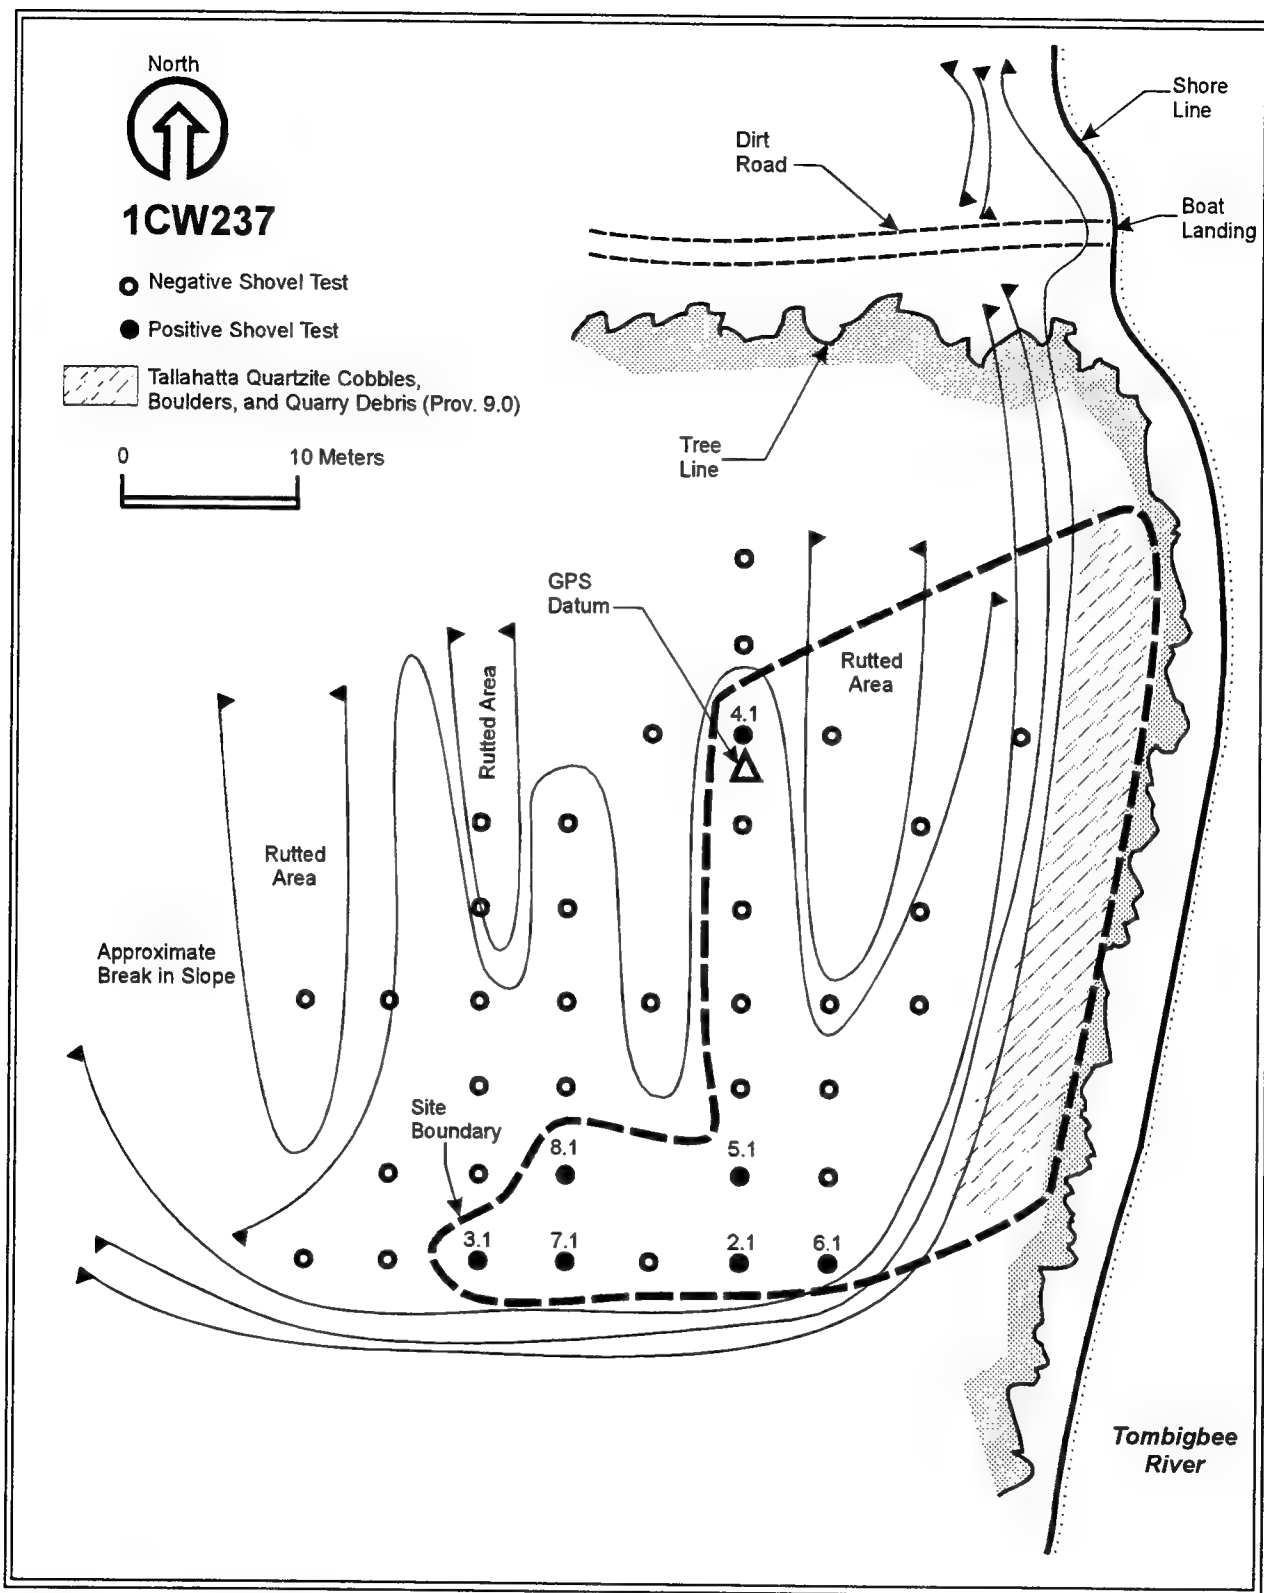 North
1CW237
Negative Shovel Test
Positive Shovel Test
Tallahatta Quartzite Cobbles,
Boulders, and Quarry Debris (Prov. 9.0)
0 10 Meters
Shore
Line
Dirt
Road
Boat
Landing
Tree
Line
GPS
Datum
Rutted
Area
Rutted Area
4.1
Rutted
Area
Approximate
Break in Slope
Site
Boundary
8.1
5.1
3.1
7.1
2.1
6.1
Tombigbee
River